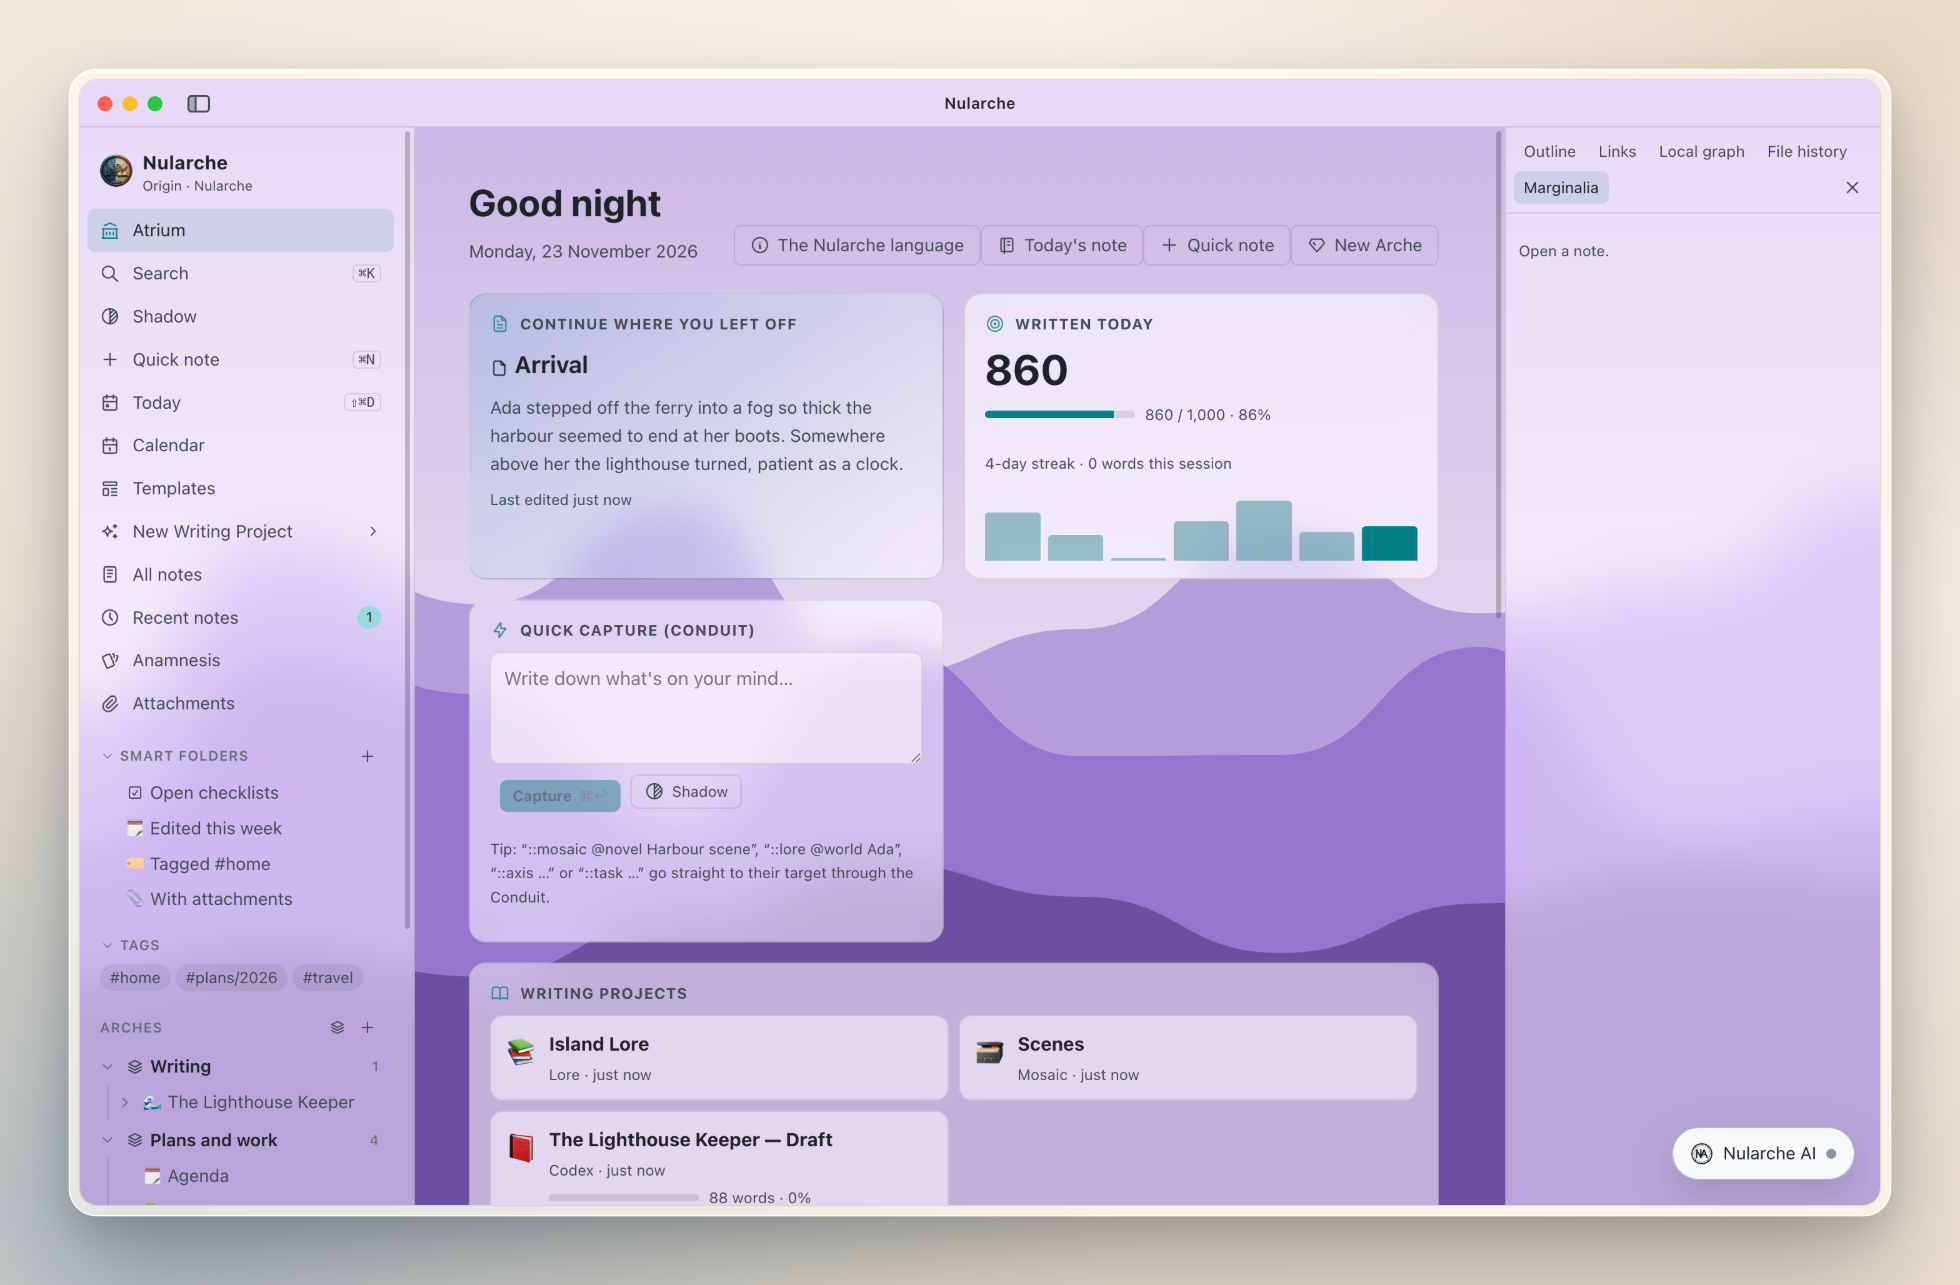 Nularche
Nularche
Origin · Nularche
Atrium
Search ⌘K
Shadow
Quick note ⌘N
Today ⇧⌘D
Calendar
Templates
New Writing Project
All notes
Recent notes 1
Anamnesis
Attachments
SMART FOLDERS
Open checklists
Edited this week
Tagged #home
With attachments
TAGS
#home #plans/2026 #travel
ARCHES
Writing 1
The Lighthouse Keeper
Plans and work 4
Agenda
Good night
Monday, 23 November 2026
The Nularche language
Today's note
Quick note
New Arche
CONTINUE WHERE YOU LEFT OFF
Arrival
Ada stepped off the ferry into a fog so thick the
harbour seemed to end at her boots. Somewhere
above her the lighthouse turned, patient as a clock.
Last edited just now
WRITTEN TODAY
860
860 / 1,000 · 86%
4-day streak · 0 words this session
QUICK CAPTURE (CONDUIT)
Write down what's on your mind...
Capture ⌘⏎
Shadow
Tip: “::mosaic @novel Harbour scene”, “::lore @world Ada”,
“::axis …” or “::task …” go straight to their target through the
Conduit.
WRITING PROJECTS
Island Lore
Lore · just now
Scenes
Mosaic · just now
The Lighthouse Keeper — Draft
Codex · just now
88 words · 0%
Outline Links Local graph File history
Marginalia
Open a note.
NA Nularche AI